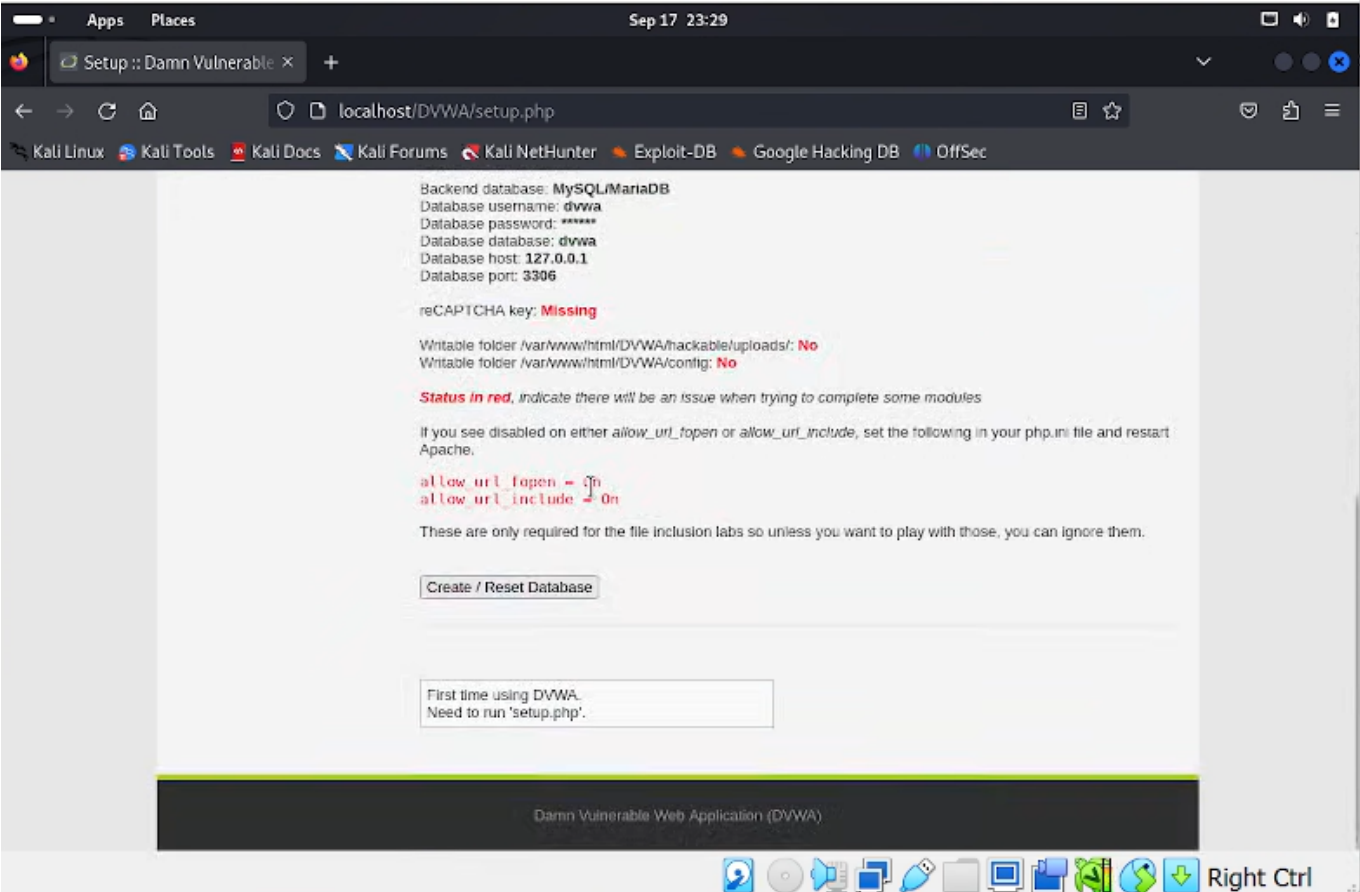 Apps Places Sep 17 23:29
Setup :: Damn Vulnerable
localhost/DVWA/setup.php
Kali Linux Kali Tools Kali Docs Kali Forums Kali NetHunter Exploit-DB Google Hacking DB OffSec
Backend database: MySQL/MariaDB
Database username: dvwa
Database password: ******
Database database: dvwa
Database host: 127.0.0.1
Database port: 3306
reCAPTCHA key: Missing
Writable folder /var/www/html/DVWA/hackable/uploads/: No
Writable folder /var/www/html/DVWA/config: No
Status in red, indicate there will be an issue when trying to complete some modules
If you see disabled on either allow_url_fopen or allow_url_include, set the following in your php.ini file and restart
Apache.
allow_url_fopen = On
allow_url_include = On
These are only required for the file inclusion labs so unless you want to play with those, you can ignore them.
Create / Reset Database
First time using DVWA.
Need to run 'setup.php'.
Damn Vulnerable Web Application (DVWA)
Right Ctrl